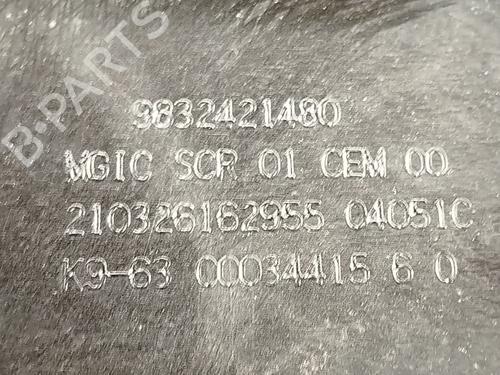 B-PARTS
9832421480
MGIC SCR 01 CEM 00
210326162955 04051C
K9-63 00034415 6 0